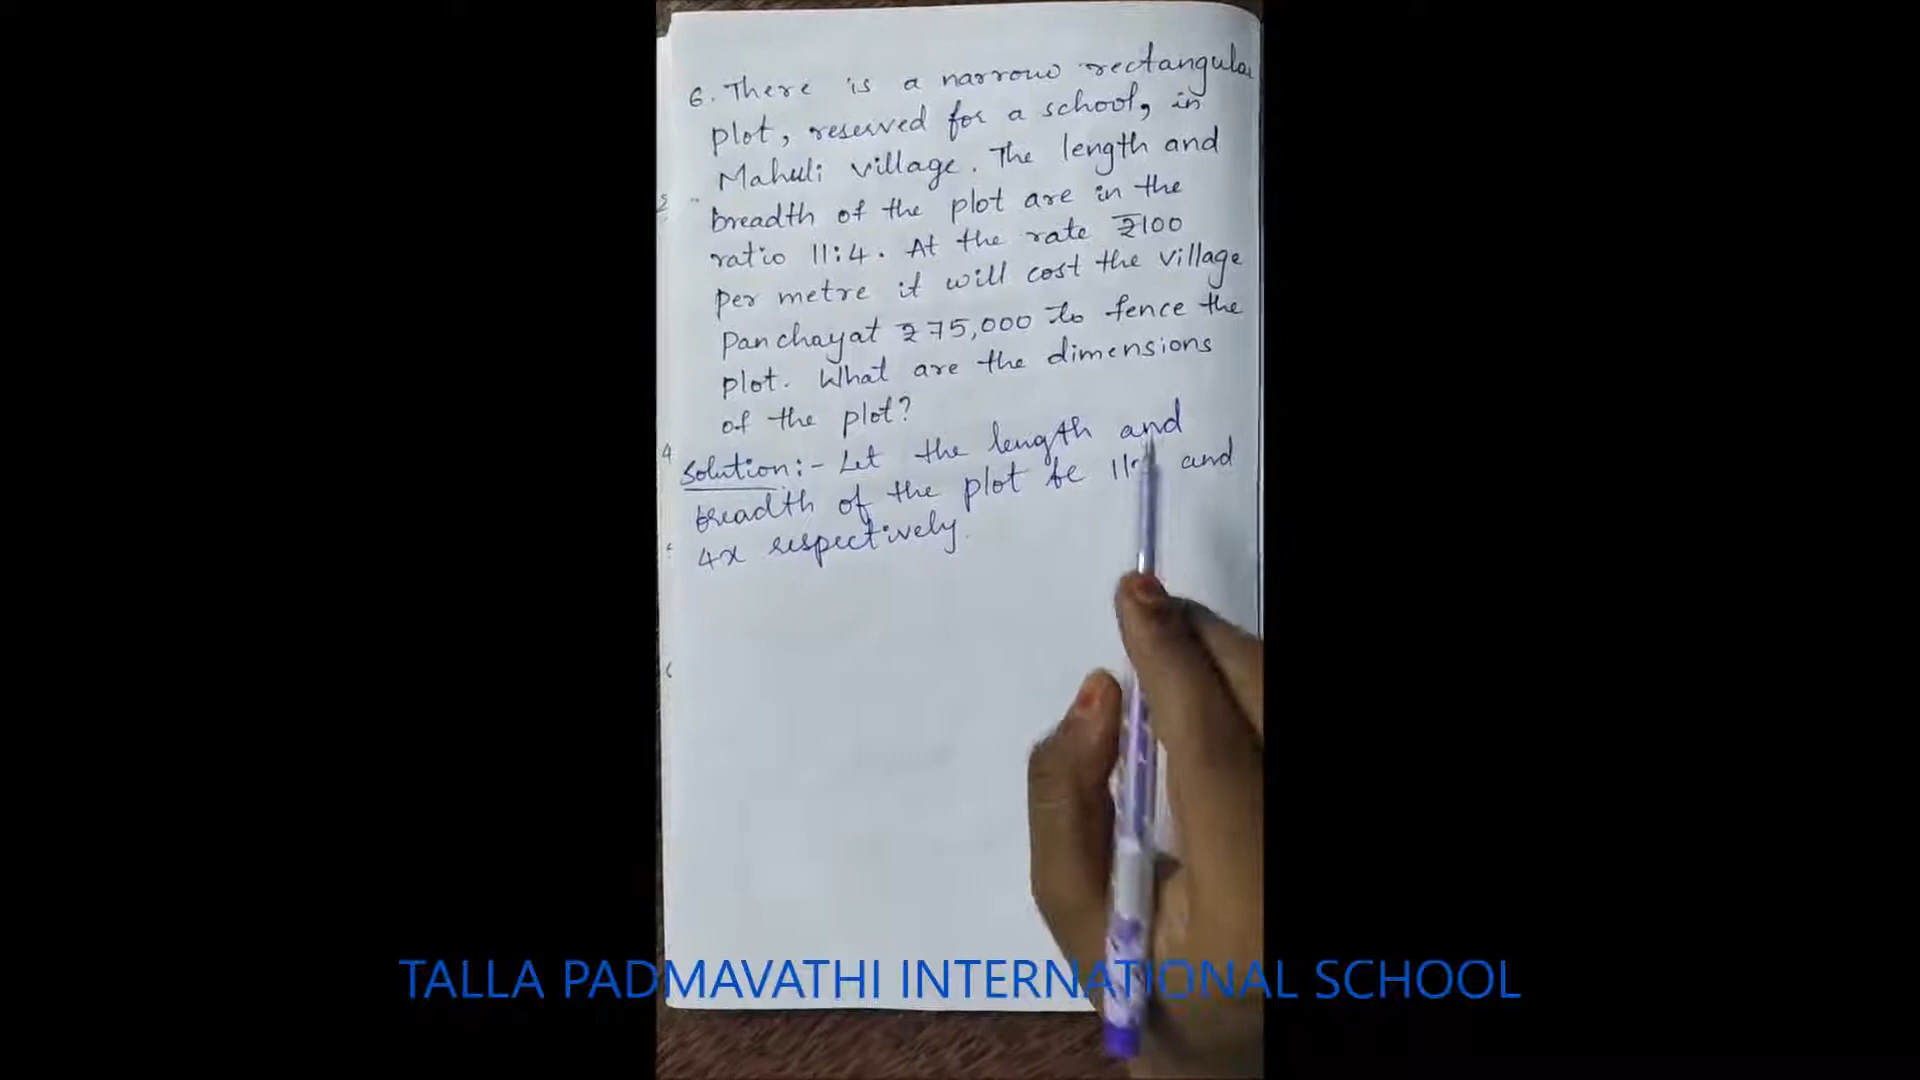 6. There is a narrow rectangular
plot, reserved for a school, in
Mahuli village. The length and
breadth of the plot are in the
ratio 11:4. At the rate ₹100
per metre it will cost the village
panchayat ₹75,000 to fence the
plot. What are the dimensions
of the plot?
Solution:- Let the length and
breadth of the plot be and
4x respectively.
TALLA PADMAVATHI INTERNATIONAL SCHOOL